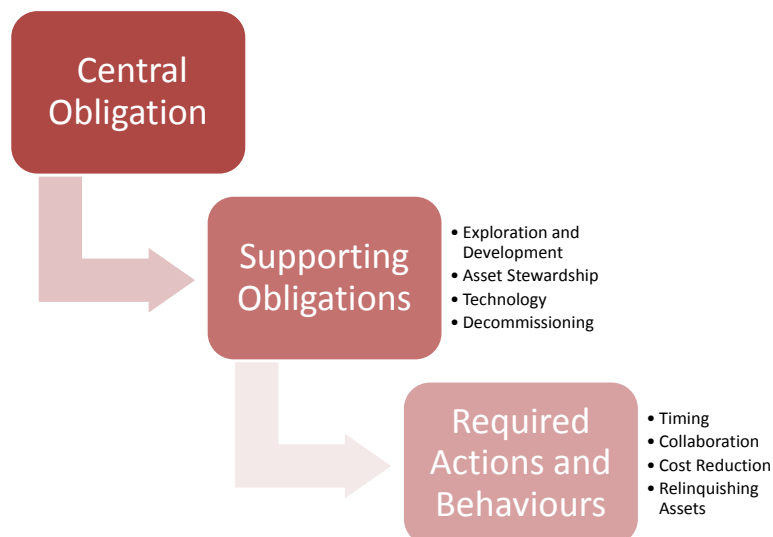 Central
Obligation
Supporting
Obligations
• Exploration and
Development
• Asset Stewardship
• Technology
• Decommissioning
Required
Actions and
Behaviours
• Timing
• Collaboration
• Cost Reduction
• Relinquishing
Assets